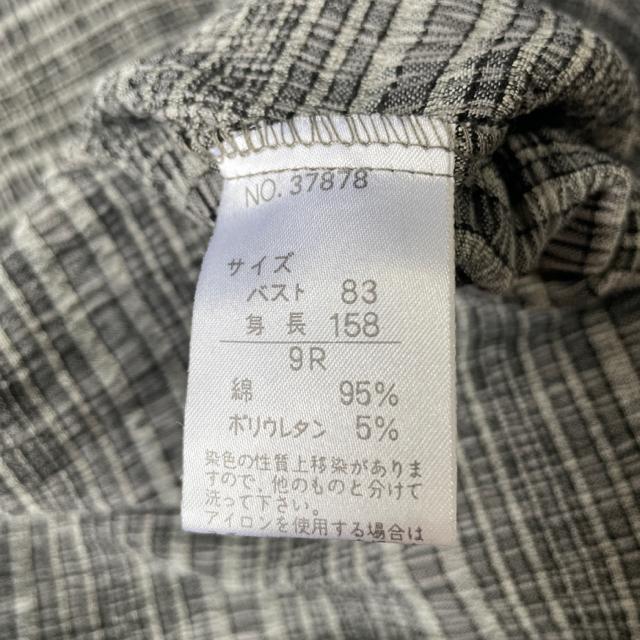 NO.37878
サイズ
バスト 83
身長 158
9R
綿 95%
ポリウレタン 5%
染色の性質上移染がありま
すので、他のものと分けて
洗って下さい。
アイロンを使用する場合は